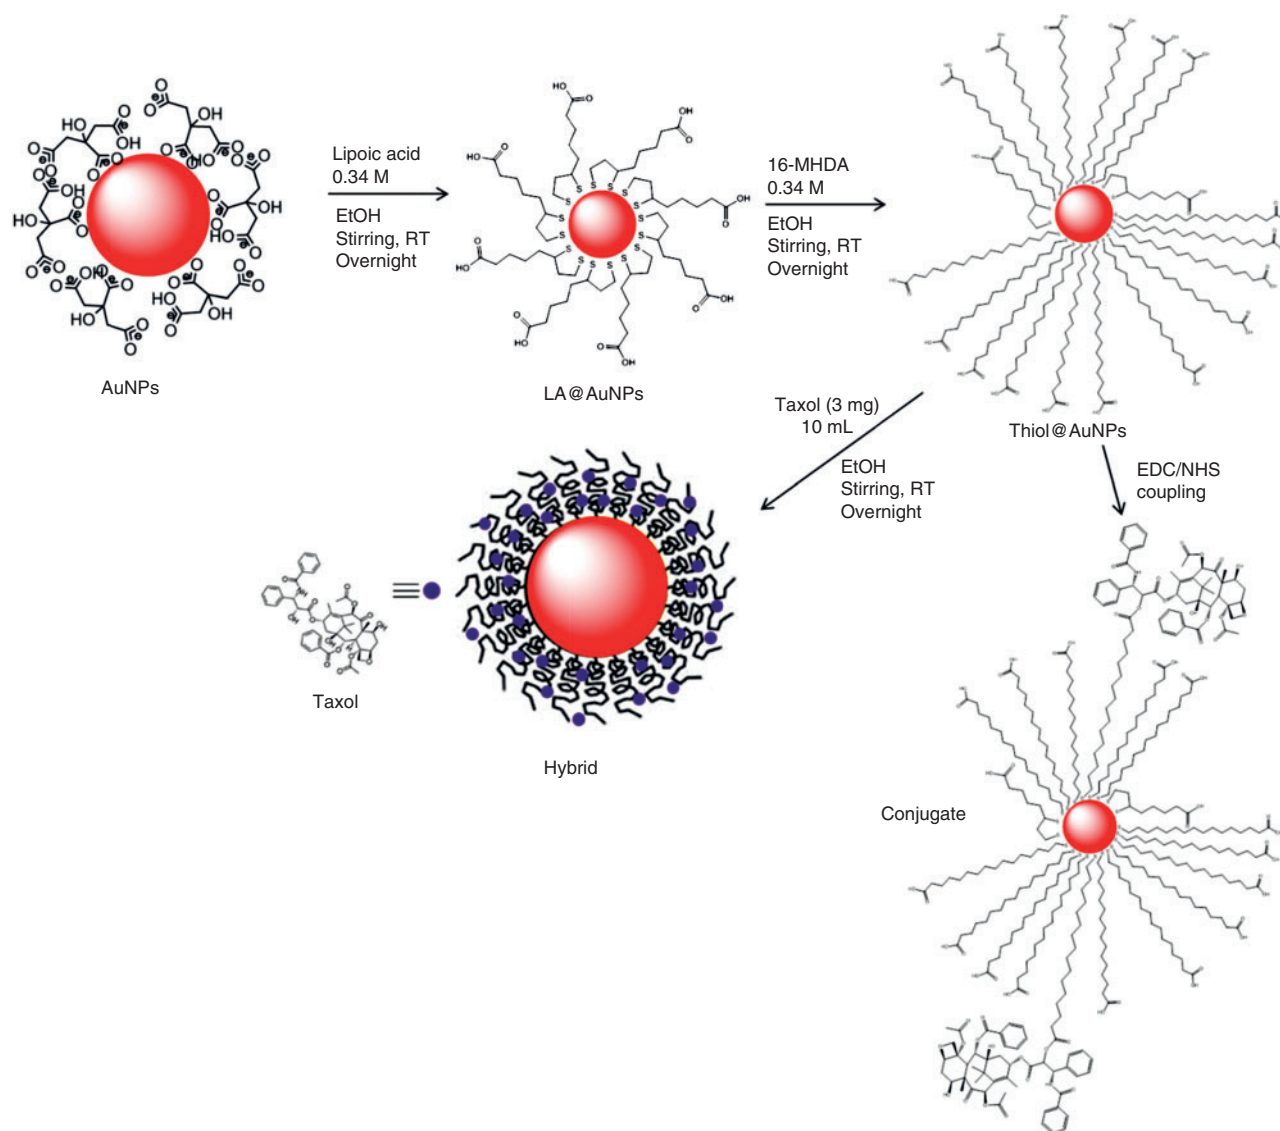 Lipoic acid
0.34 M
EtOH
Stirring, RT
Overnight
16-MHDA
0.34 M
EtOH
Stirring, RT
Overnight
AuNPs
LA@AuNPs
Thiol@AuNPs
Taxol (3 mg)
10 mL
EtOH
Stirring, RT
Overnight
EDC/NHS
coupling
Taxol
Hybrid
Conjugate